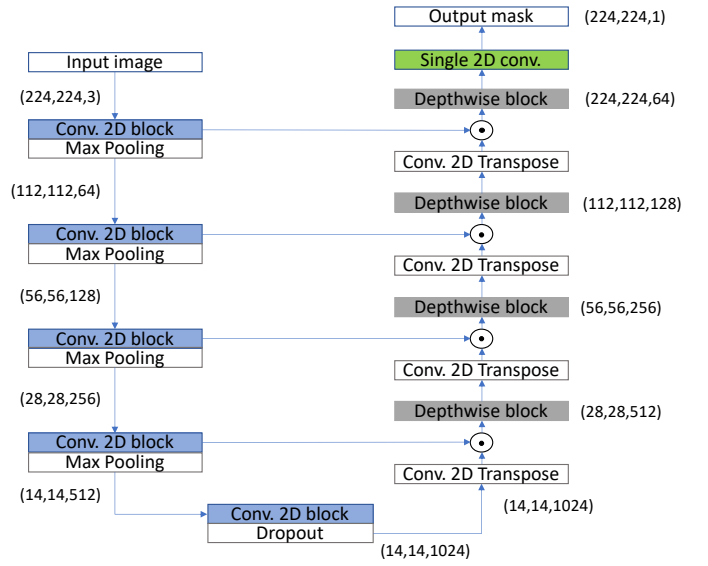 Output mask
(224,224,1)
Input image
Single 2D conv.
(224,224,3)
Depthwise block
(224,224,64)
Conv. 2D block
Max Pooling
Conv. 2D Transpose
(112,112,64)
Depthwise block
(112,112,128)
Conv. 2D block
Max Pooling
Conv. 2D Transpose
(56,56,128)
Depthwise block
(56,56,256)
Conv. 2D block
Max Pooling
Conv. 2D Transpose
(28,28,256)
Depthwise block
(28,28,512)
Conv. 2D block
Max Pooling
Conv. 2D Transpose
(14,14,512)
(14,14,1024)
Conv. 2D block
Dropout
(14,14,1024)